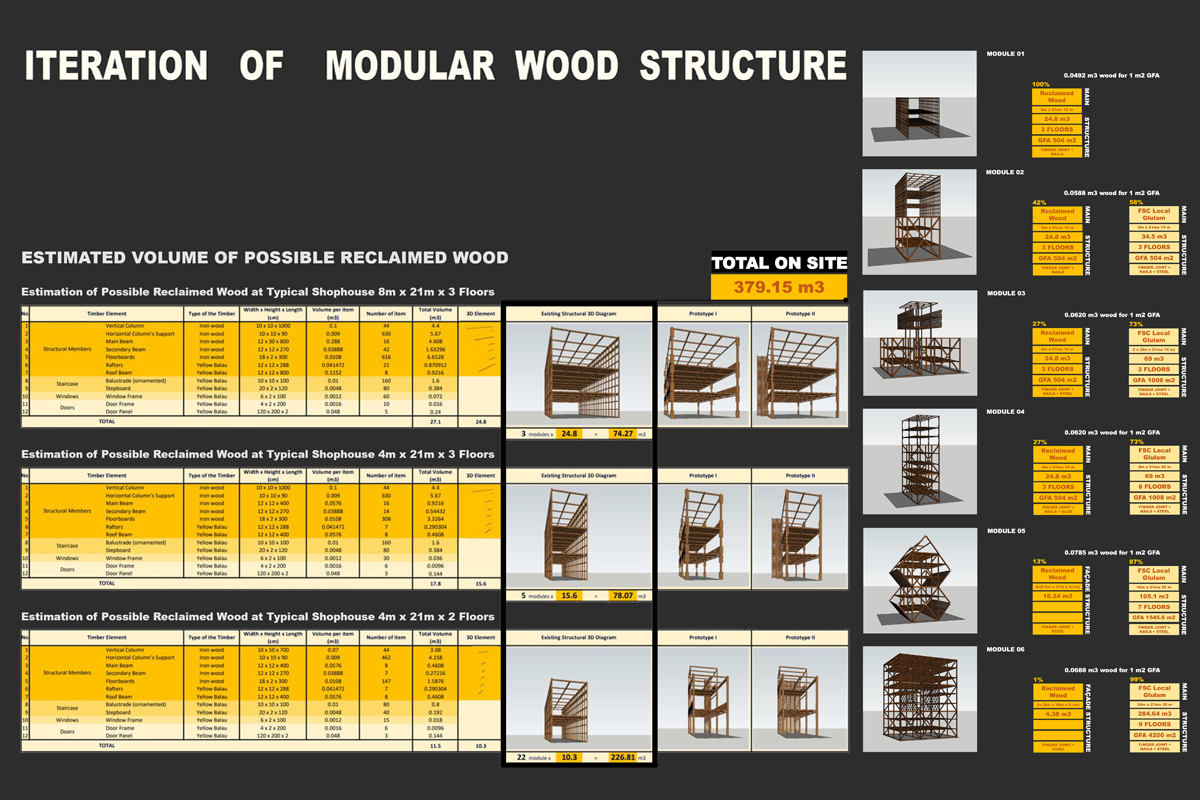 ITERATION OF MODULAR WOOD STRUCTURE
ESTIMATED VOLUME OF POSSIBLE RECLAIMED WOOD
TOTAL ON SITE
379.15 m3
Estimation of Possible Reclaimed Wood at Typical Shophouse 8m x 21m x 3 Floors
No Timber Element Type of the Timber Width x Height x Length (cm) Volume per item (m3) Number of item Total Volume (m3) 3D Element Existing Structural 3D Diagram Prototype I Prototype II
Structural Members
1 Vertical Column Iron wood 10 x 10 x 1000 0.1 44 4.4
2 Horizontal Column's Support Iron wood 10 x 10 x 90 0.009 630 5.67
3 Main Beam Iron wood 12 x 30 x 800 0.288 16 4.608
4 Secondary Beam Iron wood 12 x 12 x 270 0.03888 42 1.63296
5 Floorboards Iron wood 18 x 2 x 300 0.0108 616 6.6528
6 Rafters Yellow Balau 12 x 12 x 288 0.041472 21 0.870912
7 Roof Beam Yellow Balau 12 x 12 x 800 0.1152 8 0.9216
Staircase
8 Balustrade (ornamented) Yellow Balau 10 x 10 x 100 0.01 160 1.6
9 Stepboard Yellow Balau 20 x 2 x 120 0.0048 80 0.384
10 Windows Window Frame Yellow Balau 6 x 2 x 100 0.0012 60 0.072
Doors
11 Door Frame Yellow Balau 4 x 2 x 200 0.0016 10 0.016
12 Door Panel Yellow Balau 120 x 200 x 2 0.048 5 0.24
TOTAL 27.1 24.8
3 modules x 24.8 = 74.27 m3
Estimation of Possible Reclaimed Wood at Typical Shophouse 4m x 21m x 3 Floors
No Timber Element Type of the Timber Width x Height x Length (cm) Volume per item (m3) Number of item Total Volume (m3) 3D Element Existing Structural 3D Diagram Prototype I Prototype II
Structural Members
1 Vertical Column Iron wood 10 x 10 x 1000 0.1 44 4.4
2 Horizontal Column's Support Iron wood 10 x 10 x 90 0.009 630 5.67
3 Main Beam Iron wood 12 x 12 x 400 0.0576 16 0.9216
4 Secondary Beam Iron wood 12 x 12 x 270 0.03888 14 0.54432
5 Floorboards Iron wood 18 x 2 x 300 0.0108 308 3.3264
6 Rafters Yellow Balau 12 x 12 x 288 0.041472 7 0.290304
7 Roof Beam Yellow Balau 12 x 12 x 400 0.0576 8 0.4608
Staircase
8 Balustrade (ornamented) Yellow Balau 10 x 10 x 100 0.01 160 1.6
9 Stepboard Yellow Balau 20 x 2 x 120 0.0048 80 0.384
10 Windows Window Frame Yellow Balau 6 x 2 x 100 0.0012 30 0.036
Doors
11 Door Frame Yellow Balau 4 x 2 x 200 0.0016 6 0.0096
12 Door Panel Yellow Balau 120 x 200 x 2 0.048 3 0.144
TOTAL 17.8 15.6
5 modules x 15.6 = 78.07 m3
Estimation of Possible Reclaimed Wood at Typical Shophouse 4m x 21m x 2 Floors
No Timber Element Type of the Timber Width x Height x Length (cm) Volume per item (m3) Number of item Total Volume (m3) 3D Element Existing Structural 3D Diagram Prototype I Prototype II
Structural Members
1 Vertical Column Iron wood 10 x 10 x 700 0.07 44 3.08
2 Horizontal Column's Support Iron wood 10 x 10 x 90 0.009 462 4.158
3 Main Beam Iron wood 12 x 12 x 400 0.0576 8 0.4608
4 Secondary Beam Iron wood 12 x 12 x 270 0.03888 7 0.27216
5 Floorboards Iron wood 18 x 2 x 300 0.0108 147 1.5876
6 Rafters Yellow Balau 12 x 12 x 288 0.041472 7 0.290304
7 Roof Beam Yellow Balau 12 x 12 x 400 0.0576 8 0.4608
Staircase
8 Balustrade (ornamented) Yellow Balau 10 x 10 x 100 0.01 80 0.8
9 Stepboard Yellow Balau 20 x 2 x 120 0.0048 40 0.192
10 Windows Window Frame Yellow Balau 6 x 2 x 100 0.0012 15 0.018
Doors
11 Door Frame Yellow Balau 4 x 2 x 200 0.0016 6 0.0096
12 Door Panel Yellow Balau 120 x 200 x 2 0.048 3 0.144
TOTAL 11.5 10.3
22 module x 10.3 = 226.81 m3
MODULE 01
0.0492 m3 wood for 1 m2 GFA
100%
Reclaimed Wood
24.8 m3
3 FLOORS
GFA 504 m2
FINGER JOINT + NAILS
MAIN STRUCTURE
MODULE 02
0.0588 m3 wood for 1 m2 GFA
42%
Reclaimed Wood
24.8 m3
3 FLOORS
GFA 504 m2
FINGER JOINT + NAILS
MAIN STRUCTURE
58%
FSC Local Glulam
34.5 m3
3 FLOORS
GFA 504 m2
FINGER JOINT + NAILS + STEEL
MAIN STRUCTURE
MODULE 03
0.0620 m3 wood for 1 m2 GFA
27%
Reclaimed Wood
24.8 m3
3 FLOORS
GFA 504 m2
FINGER JOINT + NAILS
MAIN STRUCTURE
73%
FSC Local Glulam
69 m3
3 FLOORS
GFA 1008 m2
FINGER JOINT + NAILS + STEEL
MAIN STRUCTURE
MODULE 04
0.0620 m3 wood for 1 m2 GFA
27%
Reclaimed Wood
24.8 m3
3 FLOORS
GFA 504 m2
FINGER JOINT + NAILS + GLUE
MAIN STRUCTURE
73%
FSC Local Glulam
69 m3
6 FLOORS
GFA 1008 m2
FINGER JOINT + NAILS + STEEL
MAIN STRUCTURE
MODULE 05
0.0785 m3 wood for 1 m2 GFA
13%
Reclaimed Wood
16.24 m3
FINGER JOINT + STEEL
FAÇADE STRUCTURE
87%
FSC Local Glulam
105.1 m3
7 FLOORS
GFA 1545.6 m2
FINGER JOINT + NAILS + STEEL
MAIN STRUCTURE
MODULE 06
0.0688 m3 wood for 1 m2 GFA
1%
Reclaimed Wood
4.38 m3
FINGER JOINT + STEEL
FAÇADE STRUCTURE
99%
FSC Local Glulam
284.64 m3
9 FLOORS
GFA 4200 m2
FINGER JOINT + NAILS + STEEL
MAIN STRUCTURE